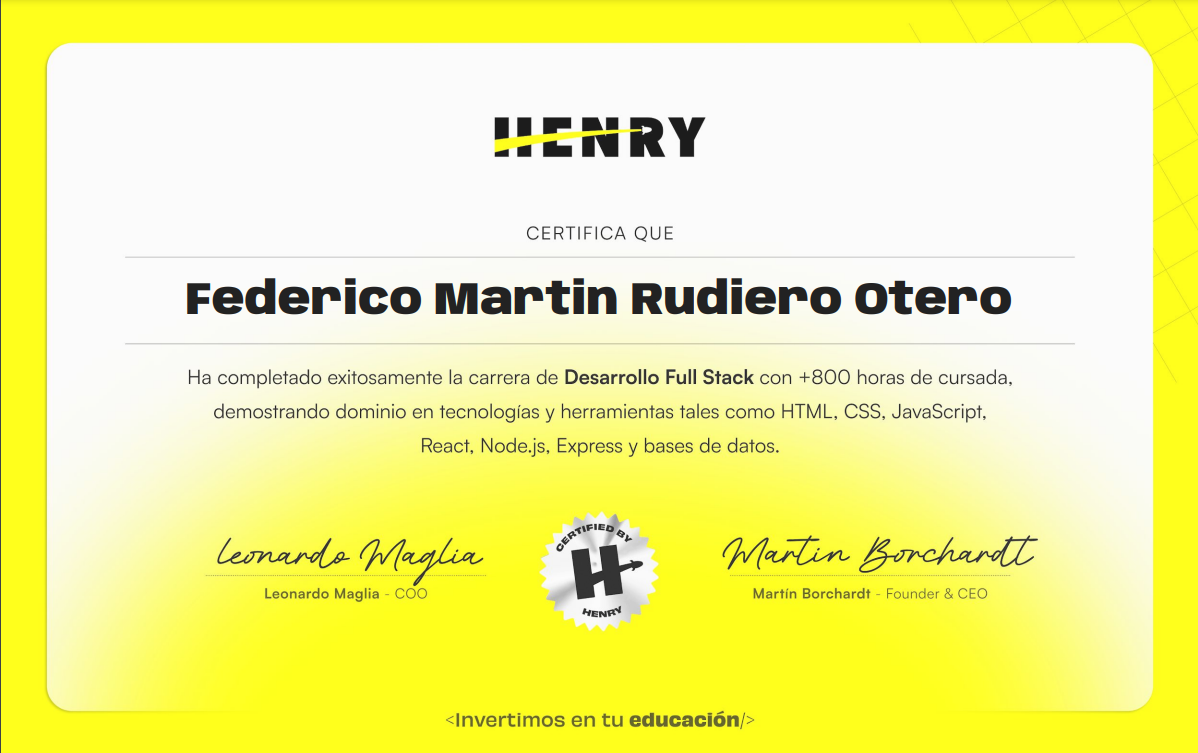 HENRY
CERTIFICA QUE
Federico Martin Rudiero Otero
Ha completado exitosamente la carrera de Desarrollo Full Stack con +800 horas de cursada,
demostrando dominio en tecnologías y herramientas tales como HTML, CSS, JavaScript,
React, Node.js, Express y bases de datos.
Leonardo Maglia
Leonardo Maglia - COO
CERTIFIED BY
H
HENRY
Martin Borchardt
Martín Borchardt - Founder & CEO
<Invertimos en tu educación/>